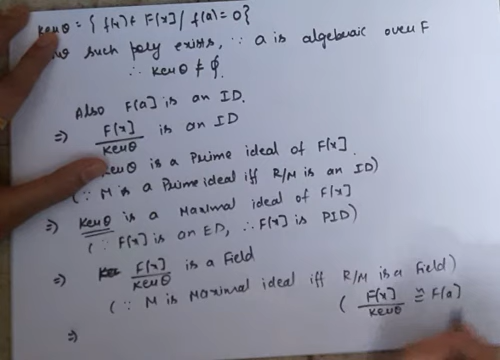 Kerθ = { f(x) ∈ F[x] / f(a) = 0}
such poly exists, ∵ a is algebraic over F
∴ Kerθ ≠ ϕ.
Also F[a] is an ID.
⇒ F[x]/Kerθ is an ID
Kerθ is a Prime ideal of F[x].
(∵ M is a Prime ideal iff R/M is an ID)
⇒ Kerθ is a Maximal ideal of F[x]
(∵ F[x] is an ED, ∴ F[x] is PID)
⇒ F[x]/Kerθ is a Field
(∵ M is Maximal ideal iff R/M is a Field)
⇒ ( F[x]/Kerθ ≅ F[a]